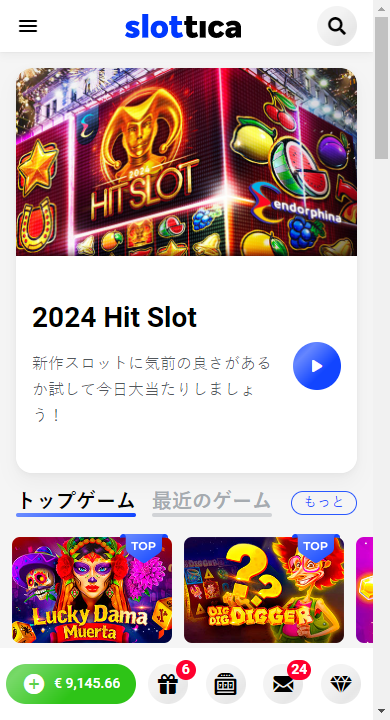 slottica
2024
HIT SLOT
endorphina
2024 Hit Slot
新作スロットに気前の良さがある
か試して今日大当たりしましょ
う！
トップゲーム 最近のゲーム もっと
TOP TOP
Lucky Dama
Muerta
DIG
DIG
DIGGER
€ 9,145.66 6 24